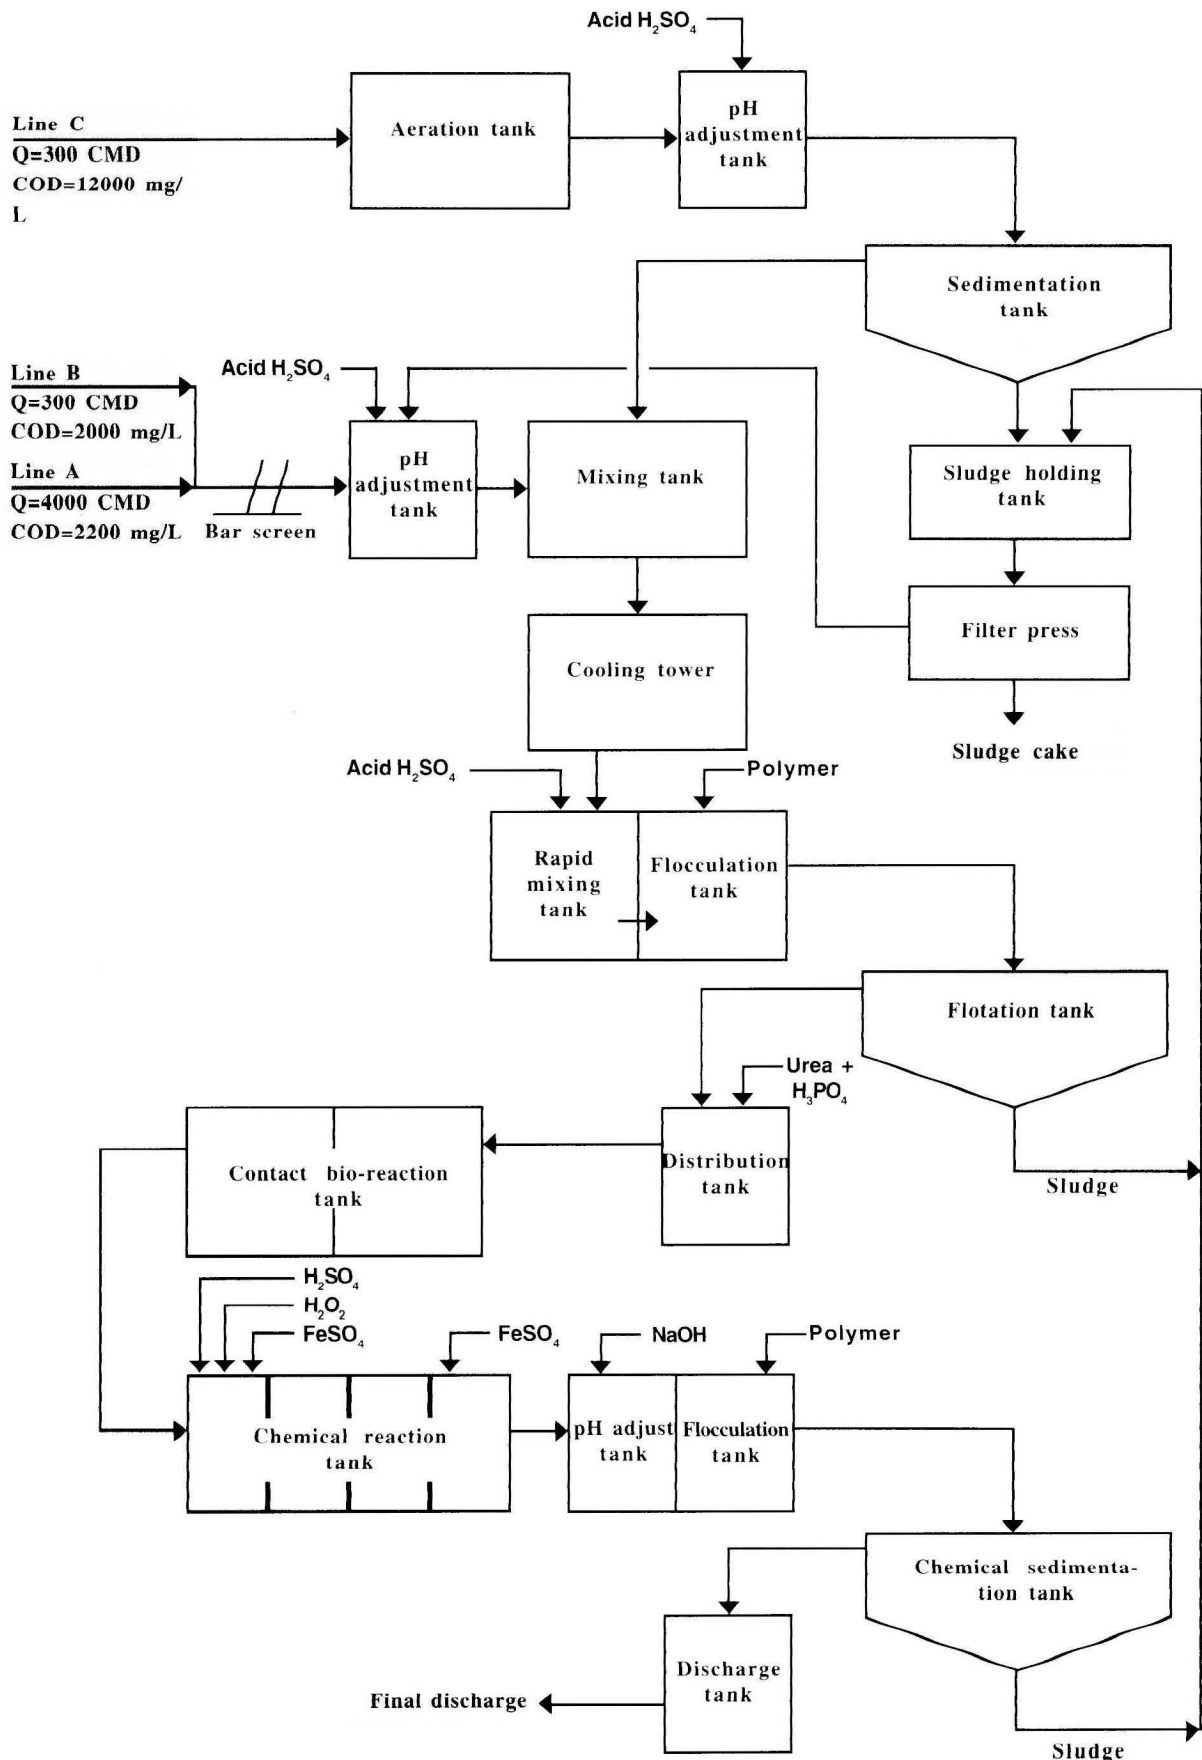 Acid H₂SO₄
Line C
Q=300 CMD
COD=12000 mg/
L
Aeration tank
pH
adjustment
tank
Sedimentation
tank
Line B
Q=300 CMD
COD=2000 mg/L
Line A
Q=4000 CMD
COD=2200 mg/L
Bar screen
Acid H₂SO₄
pH
adjustment
tank
Mixing tank
Sludge holding
tank
Filter press
Sludge cake
Cooling tower
Acid H₂SO₄
Polymer
Rapid
mixing
tank
Flocculation
tank
Flotation tank
Urea +
H₃PO₄
Distribution
tank
Sludge
Contact bio-reaction
tank
H₂SO₄
H₂O₂
FeSO₄
FeSO₄
NaOH
Polymer
Chemical reaction
tank
pH adjust
tank
Flocculation
tank
Chemical sedimenta-
tion tank
Discharge
tank
Final discharge
Sludge